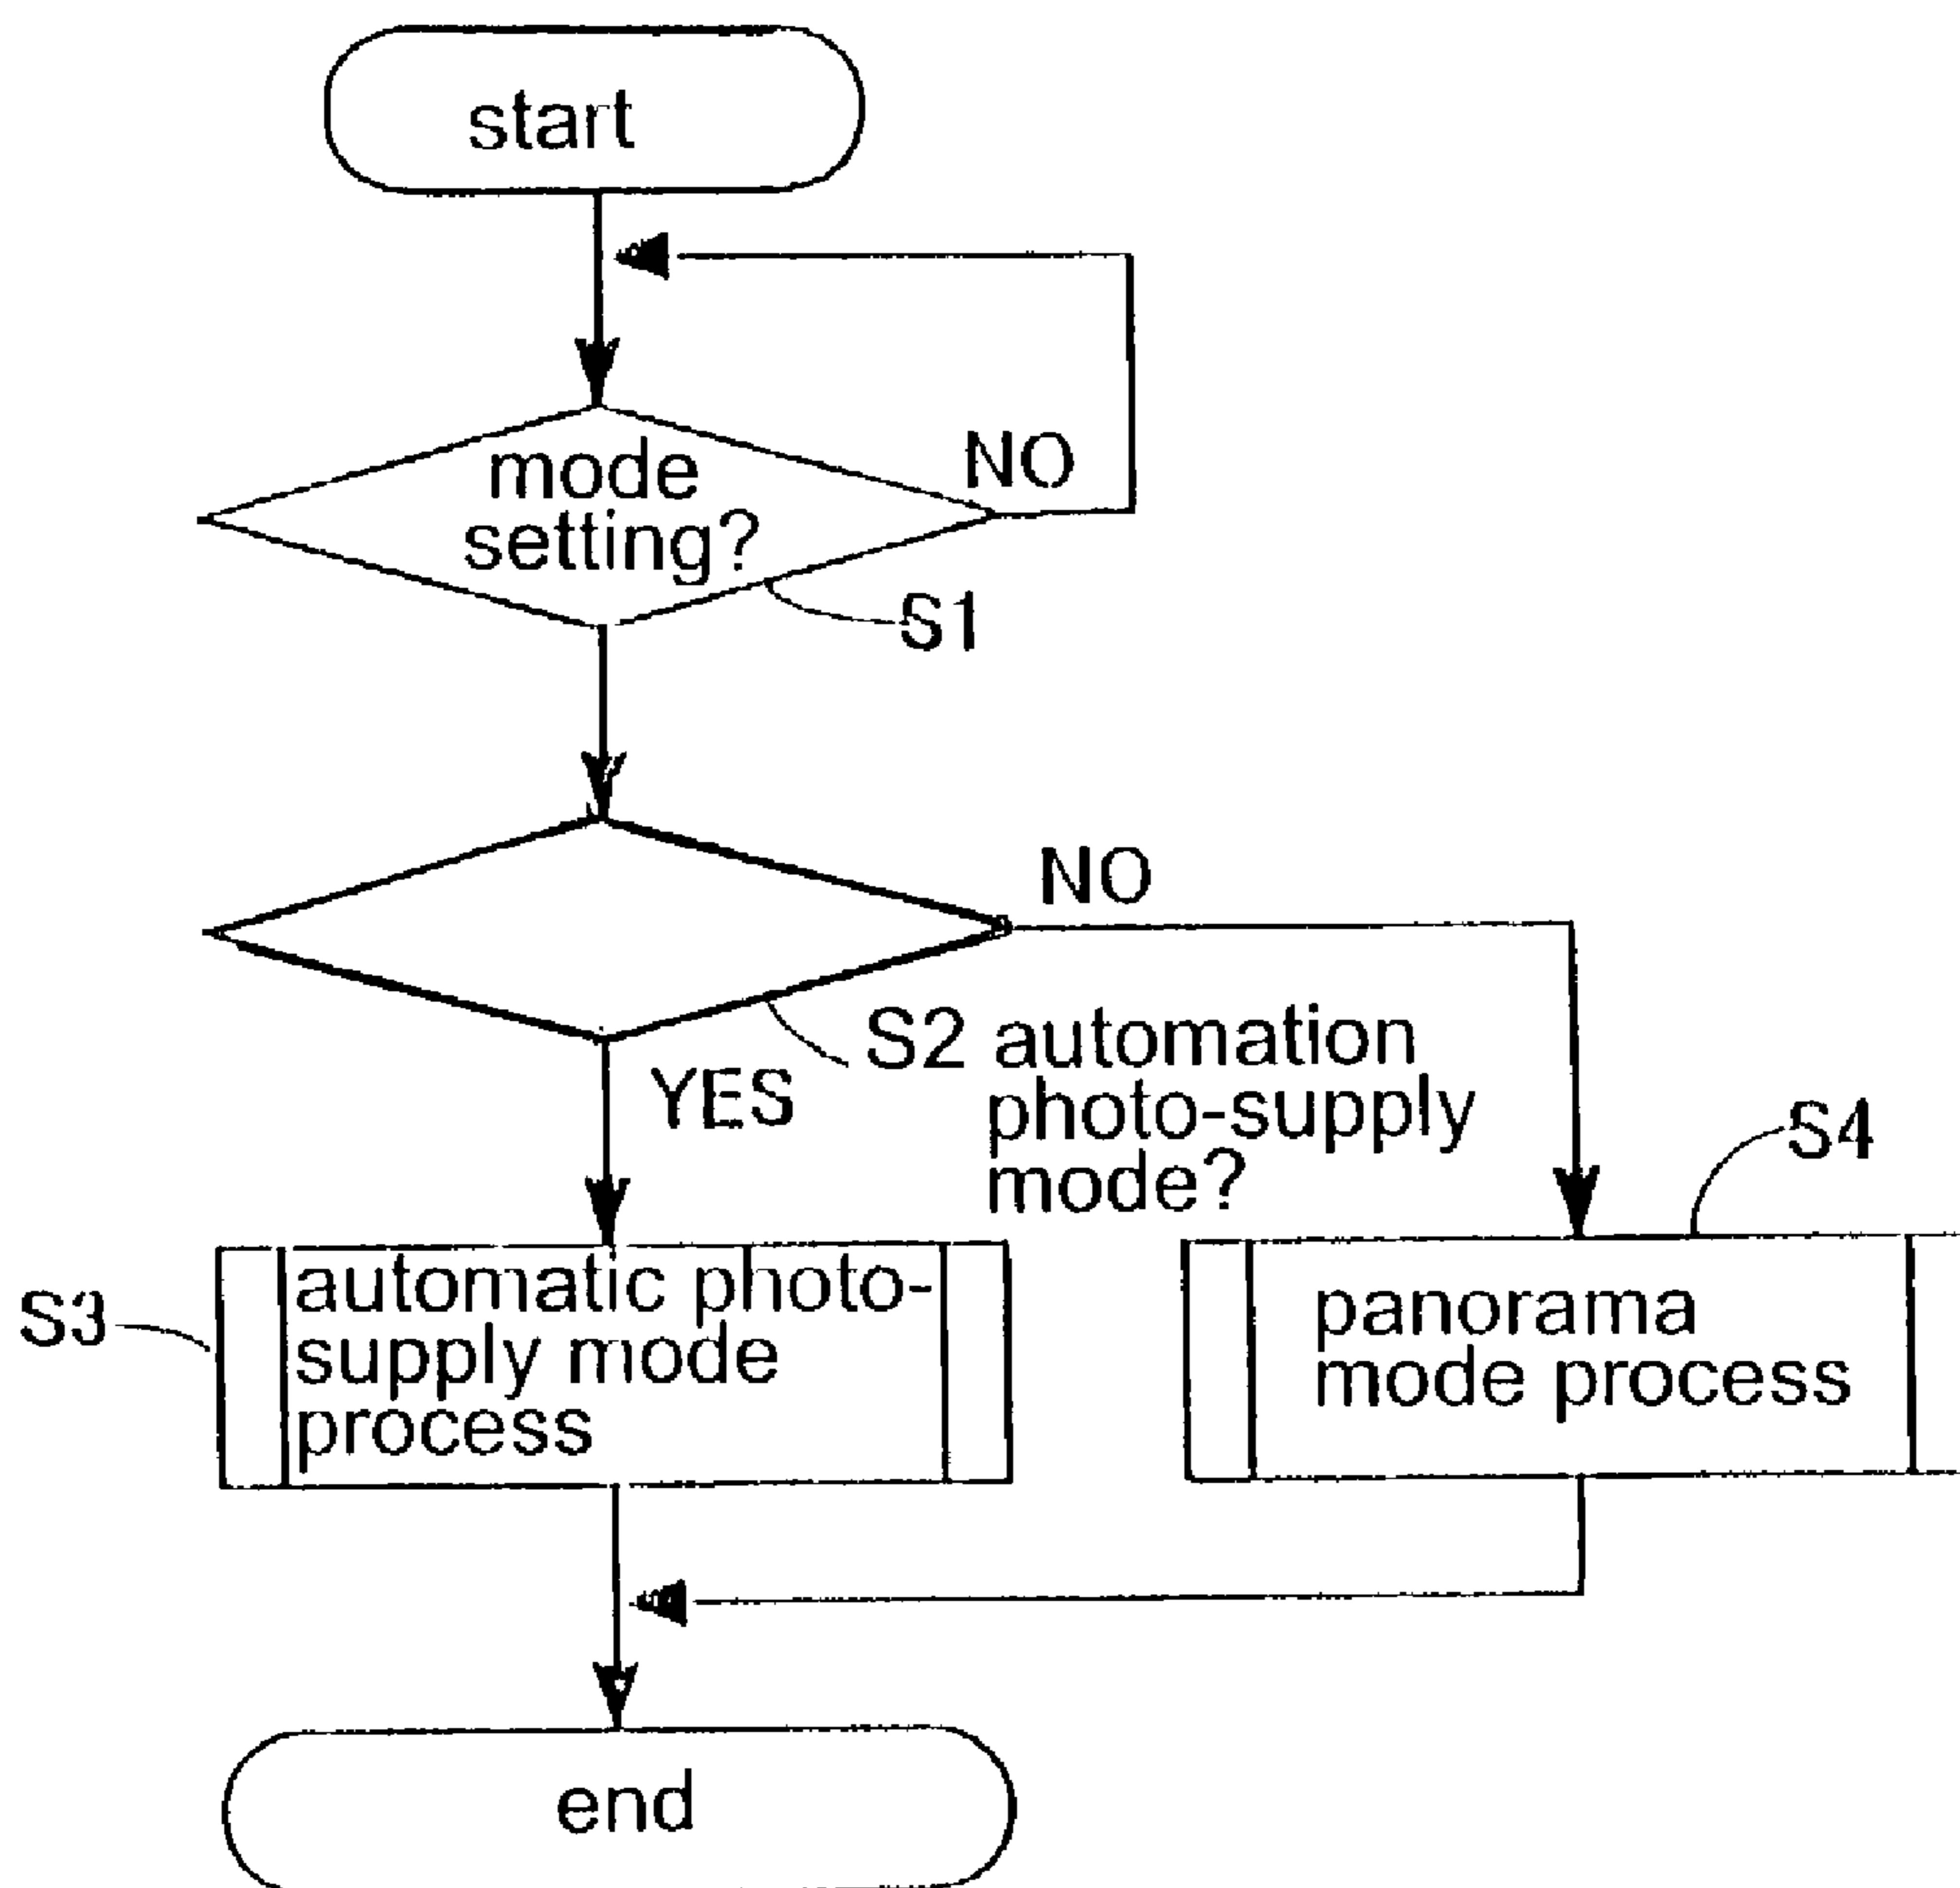 start
mode
setting?
NO
S1
NO
S2 automation
photo-supply
mode?
YES
S4
S3
automatic photo-
supply mode
process
panorama
mode process
end